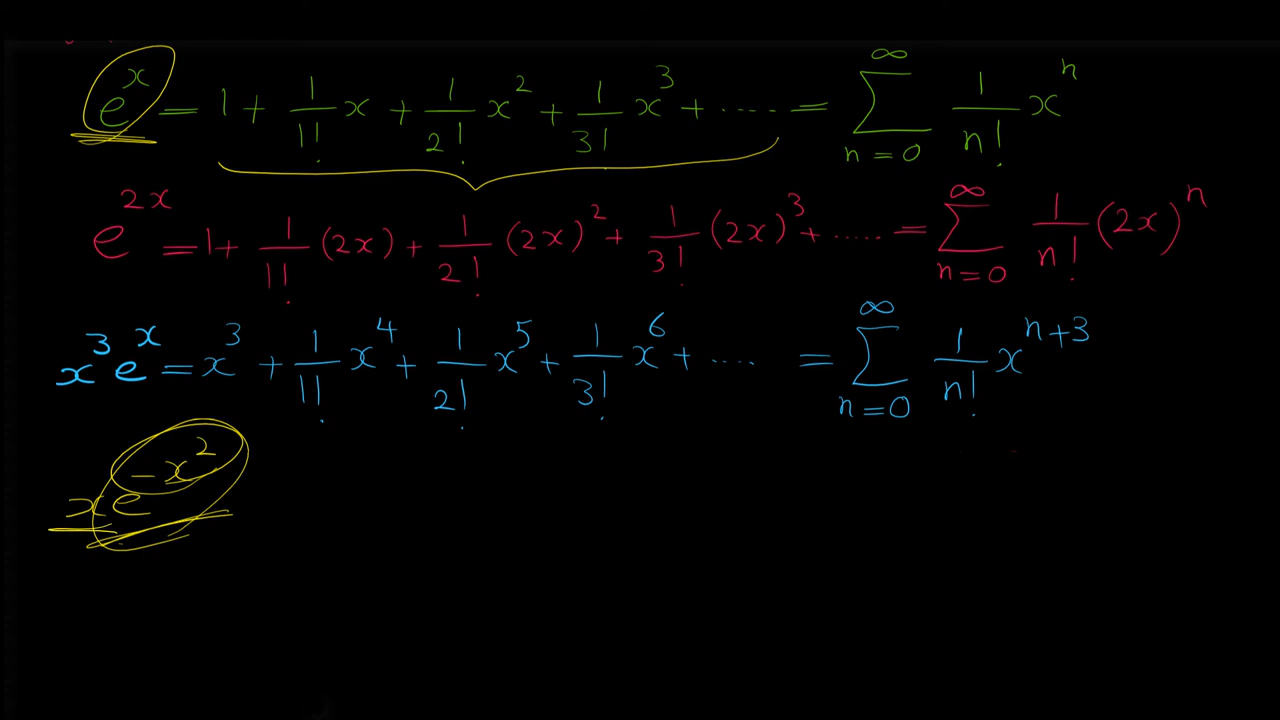 e^x = 1 + 1/1! x + 1/2! x^2 + 1/3! x^3 + ..... = ∑_{n=0}^{∞} 1/n! x^n
e^{2x} = 1 + 1/1! (2x) + 1/2! (2x)^2 + 1/3! (2x)^3 + ..... = ∑_{n=0}^{∞} 1/n! (2x)^n
x^3 e^x = x^3 + 1/1! x^4 + 1/2! x^5 + 1/3! x^6 + .... = ∑_{n=0}^{∞} 1/n! x^{n+3}
x e^{-x^2}